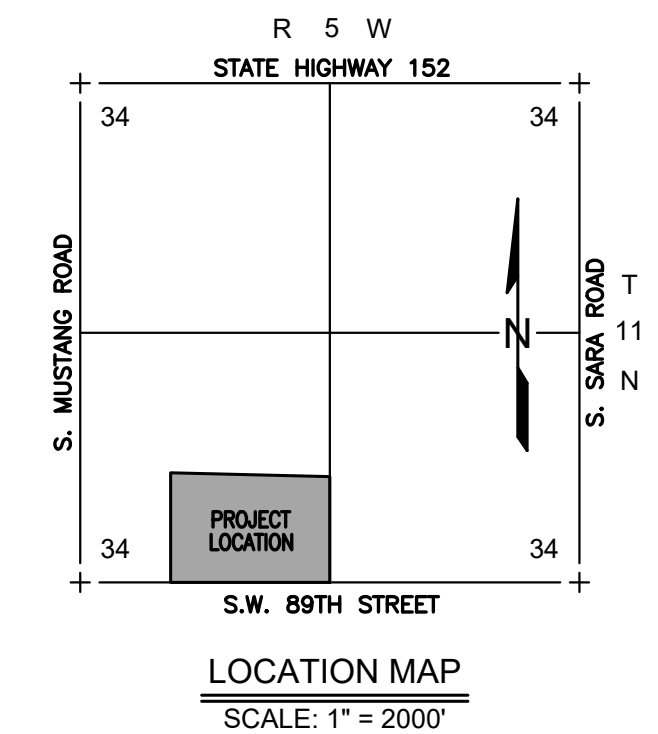 R 5 W
STATE HIGHWAY 152
34
34
S. MUSTANG ROAD
S. SARA ROAD
T
11
N
N
PROJECT
LOCATION
34
34
S.W. 89TH STREET
LOCATION MAP
SCALE: 1" = 2000'